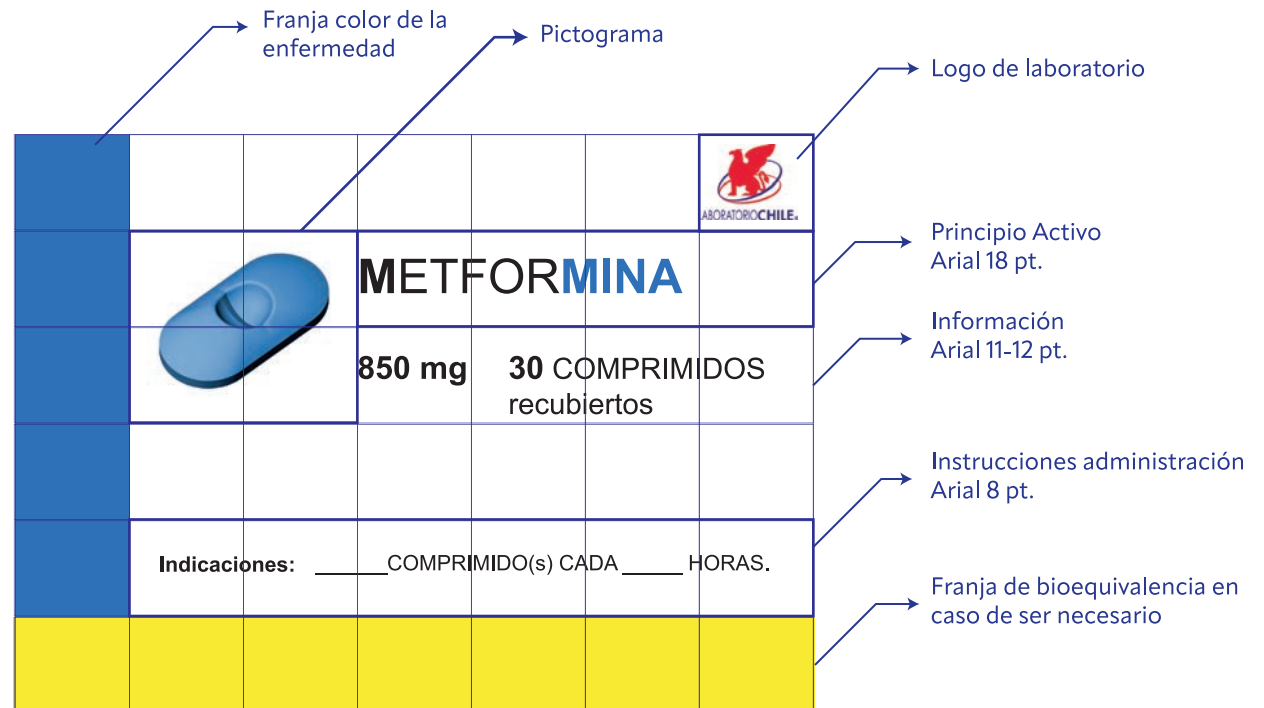 Franja color de la
enfermedad
Pictograma
Logo de laboratorio
LABORATORIOCHILE
Principio Activo
Arial 18 pt.
METFORMINA
Información
Arial 11-12 pt.
850 mg 30 COMPRIMIDOS
recubiertos
Instrucciones administración
Arial 8 pt.
Indicaciones: ______COMPRIMIDO(s) CADA _____ HORAS.
Franja de bioequivalencia en
caso de ser necesario